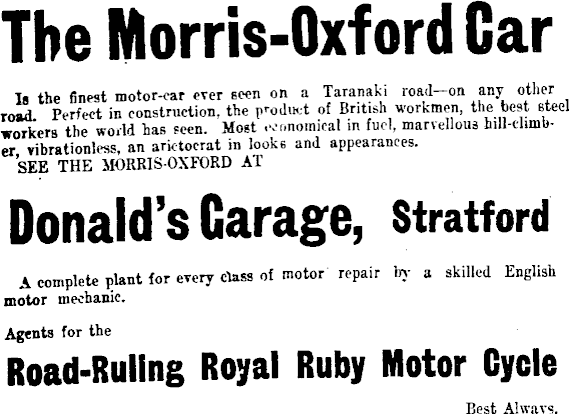 The Morris-Oxford Car
Is the finest motor-car ever seen on a Taranaki road—on any other
road. Perfect in construction, the product of British workmen, the best steel
workers the world has seen. Most economical in fuel, marvellous hill-climb-
er, vibrationless, an arictocrat in looks and appearances.
SEE THE MORRIS-OXFORD AT
Donald's Garage, Stratford
A complete plant for every class of motor repair by a skilled English
motor mechanic.
Agents for the
Road-Ruling Royal Ruby Motor Cycle
Best Always.